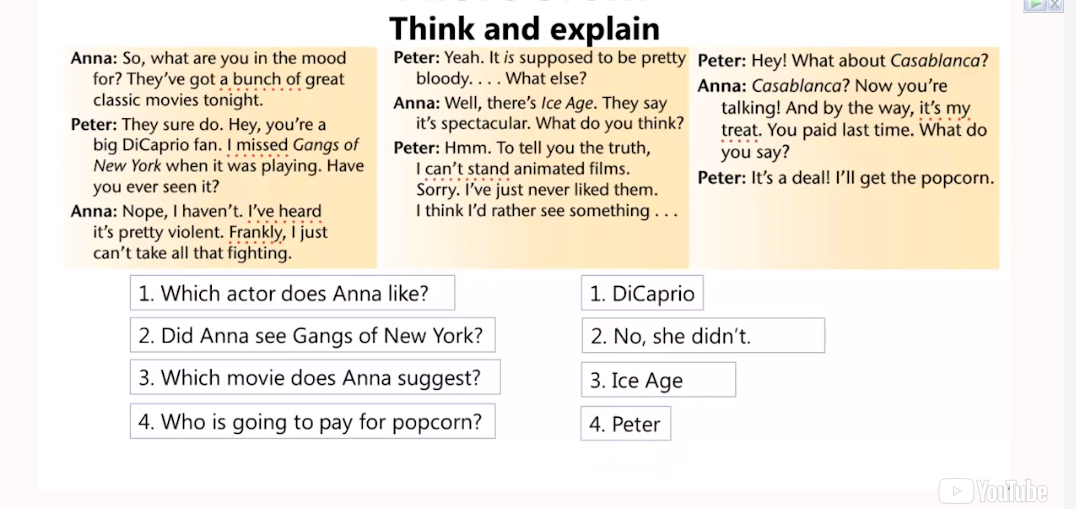 Think and explain
Anna: So, what are you in the mood
for? They've got a bunch of great
classic movies tonight.
Peter: They sure do. Hey, you're a
big DiCaprio fan. I missed Gangs of
New York when it was playing. Have
you ever seen it?
Anna: Nope, I haven't. I've heard
it's pretty violent. Frankly, I just
can't take all that fighting.
Peter: Yeah. It is supposed to be pretty
bloody. . . . What else?
Anna: Well, there's Ice Age. They say
it's spectacular. What do you think?
Peter: Hmm. To tell you the truth,
I can't stand animated films.
Sorry. I've just never liked them.
I think I'd rather see something . . .
Peter: Hey! What about Casablanca?
Anna: Casablanca? Now you're
talking! And by the way, it's my
treat. You paid last time. What do
you say?
Peter: It's a deal! I'll get the popcorn.
1. Which actor does Anna like?
1. DiCaprio
2. Did Anna see Gangs of New York?
2. No, she didn't.
3. Which movie does Anna suggest?
3. Ice Age
4. Who is going to pay for popcorn?
4. Peter
YouTube